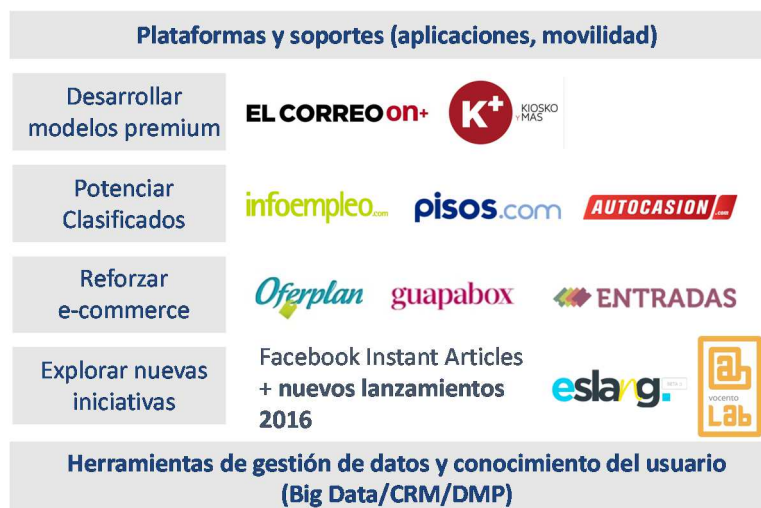 Plataformas y soportes (aplicaciones, movilidad)
Desarrollar
modelos premium
EL CORREO on+
K+
KIOSKO
Y MÁS
Potenciar
Clasificados
infoempleo.com
pisos.com
AUTOCASION.com
Reforzar
e-commerce
Oferplan
guapabox
ENTRADAS
Explorar nuevas
iniciativas
Facebook Instant Articles
+ nuevos lanzamientos
2016
eslang.
vocento
Lab
Herramientas de gestión de datos y conocimiento del usuario
(Big Data/CRM/DMP)